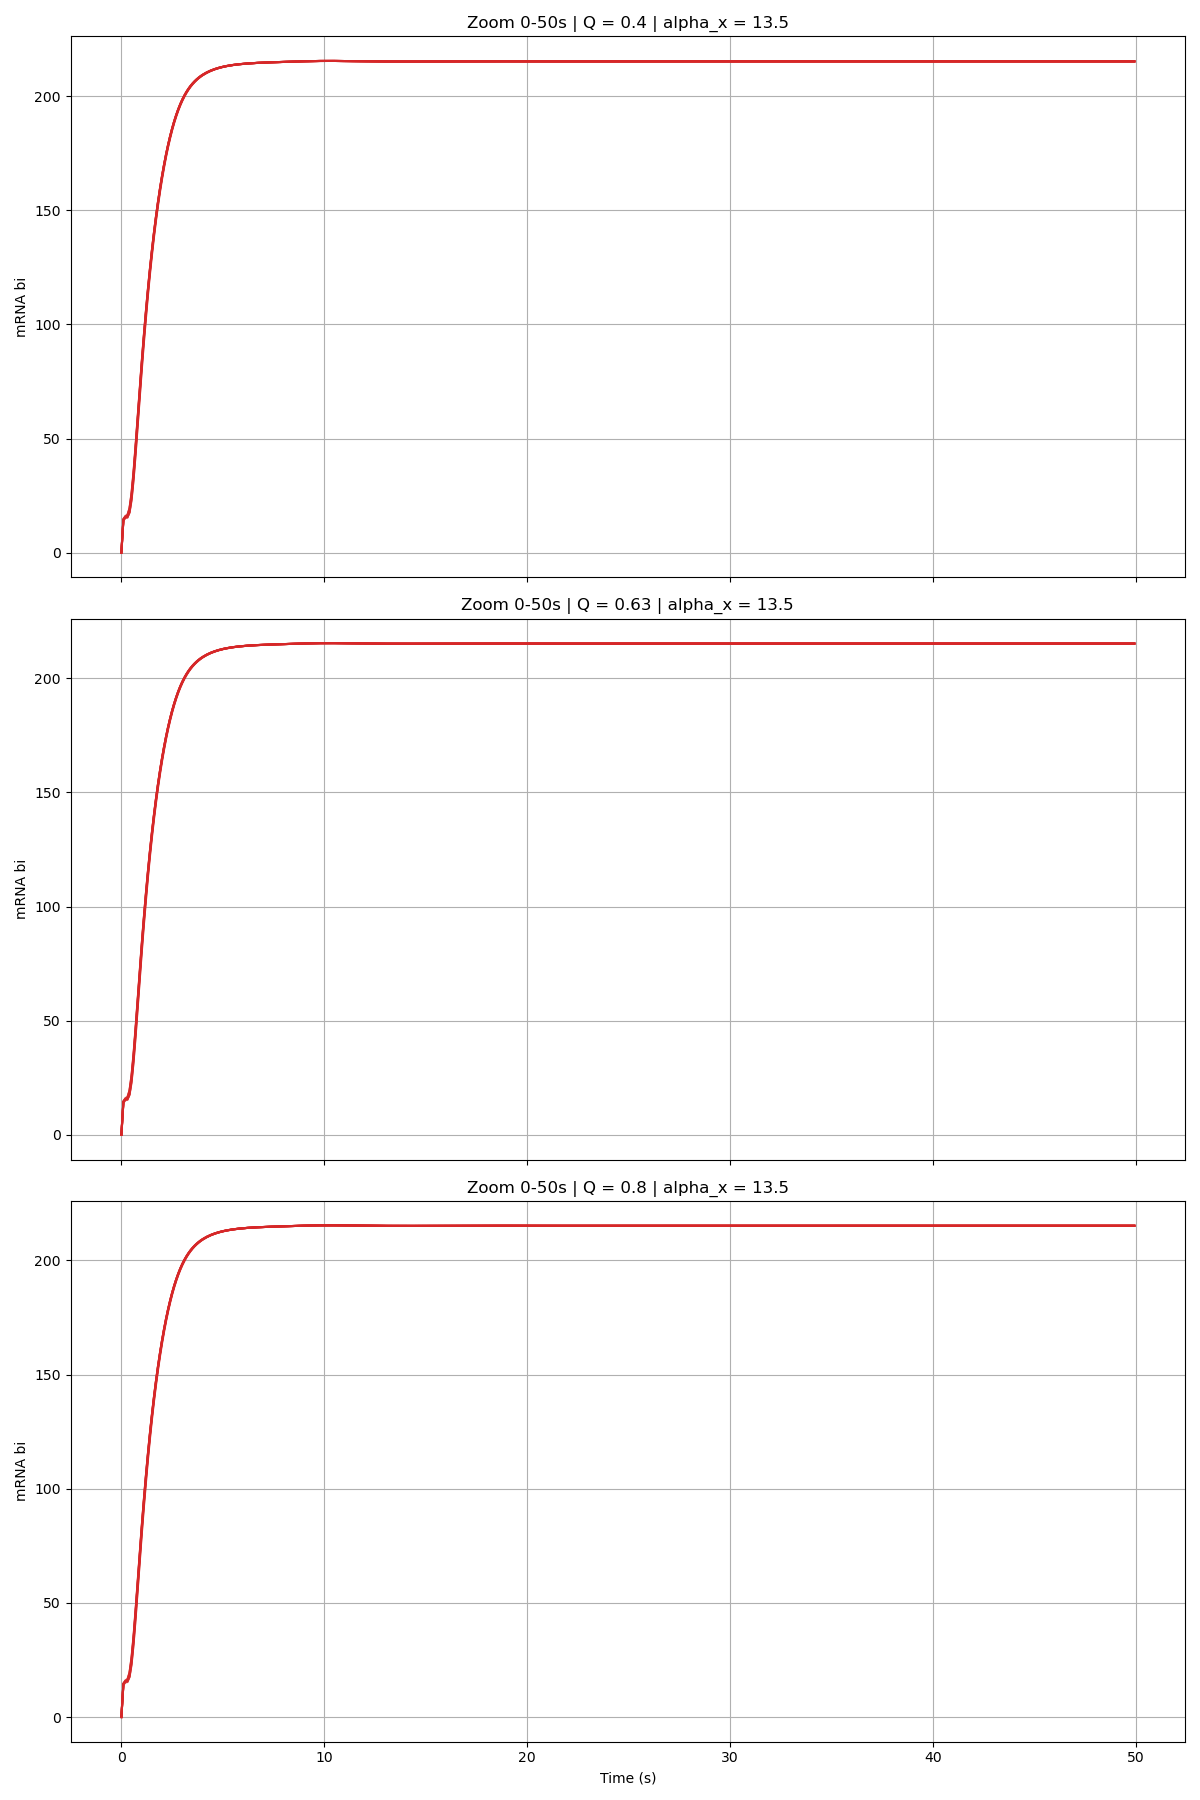 Zoom 0-50s | Q = 0.4 | alpha_x = 13.5
200
150
100
50
0
mRNA bi
Zoom 0-50s | Q = 0.63 | alpha_x = 13.5
200
150
100
50
0
mRNA bi
Zoom 0-50s | Q = 0.8 | alpha_x = 13.5
200
150
100
50
0
mRNA bi
0 10 20 30 40 50
Time (s)